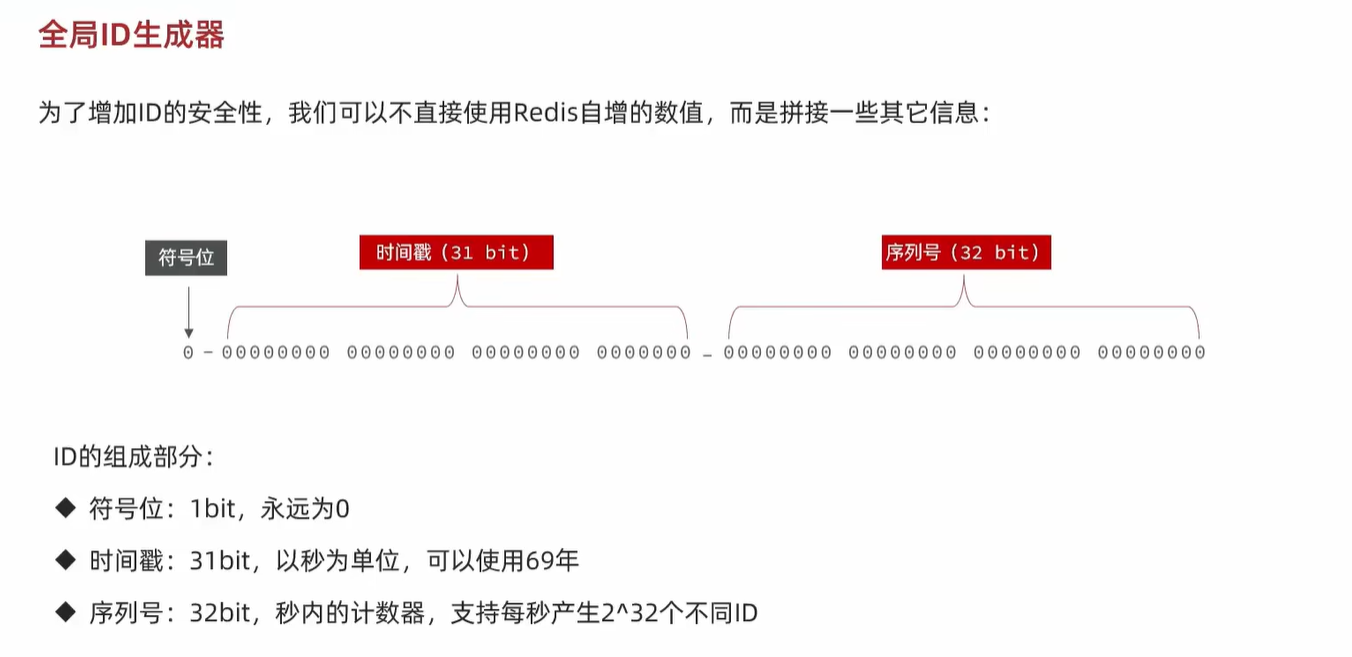 全局ID生成器
为了增加ID的安全性，我们可以不直接使用Redis自增的数值，而是拼接一些其它信息：
符号位
时间戳（31 bit）
序列号（32 bit）
0 – 00000000 00000000 00000000 0000000 – 00000000 00000000 00000000 00000000
ID的组成部分：
◆ 符号位：1bit，永远为0
◆ 时间戳：31bit，以秒为单位，可以使用69年
◆ 序列号：32bit，秒内的计数器，支持每秒产生2^32个不同ID